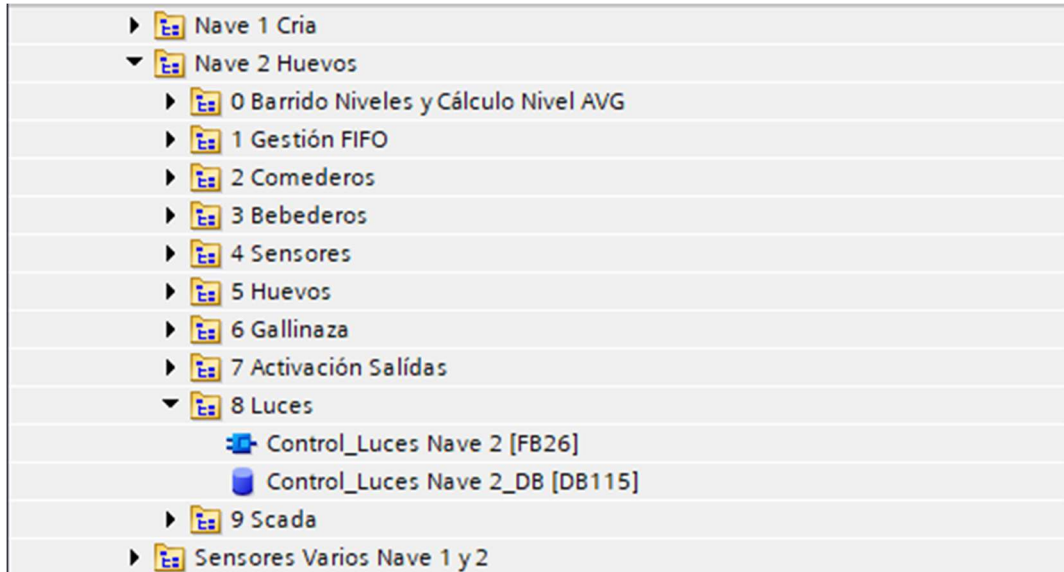 Nave 1 Cria
Nave 2 Huevos
0 Barrido Niveles y Cálculo Nivel AVG
1 Gestión FIFO
2 Comederos
3 Bebederos
4 Sensores
5 Huevos
6 Gallinaza
7 Activación Salídas
8 Luces
Control_Luces Nave 2 [FB26]
Control_Luces Nave 2_DB [DB115]
9 Scada
Sensores Varios Nave 1 y 2